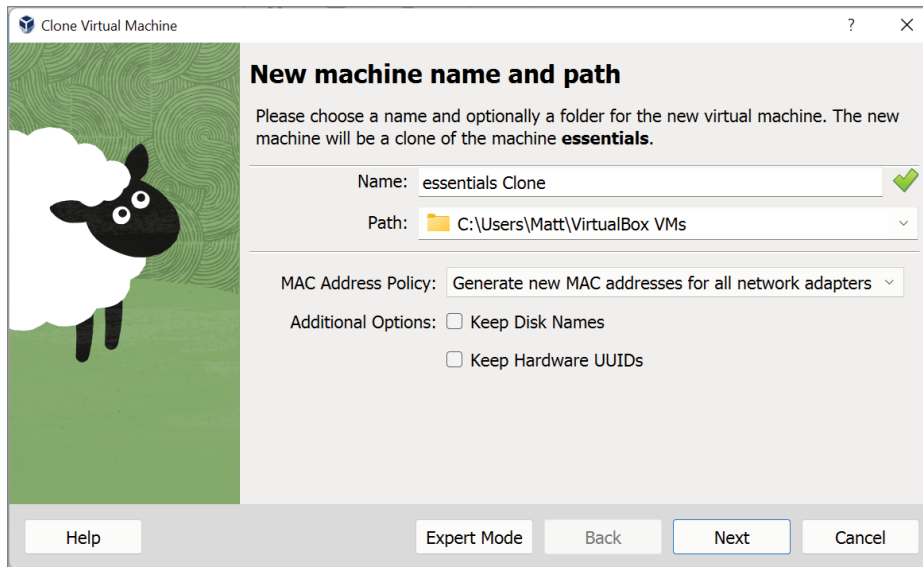 Clone Virtual Machine
?
New machine name and path
Please choose a name and optionally a folder for the new virtual machine. The new
machine will be a clone of the machine essentials.
Name: essentials Clone
Path: C:\Users\Matt\VirtualBox VMs
MAC Address Policy: Generate new MAC addresses for all network adapters
Additional Options: Keep Disk Names
Keep Hardware UUIDs
Help Expert Mode Back Next Cancel